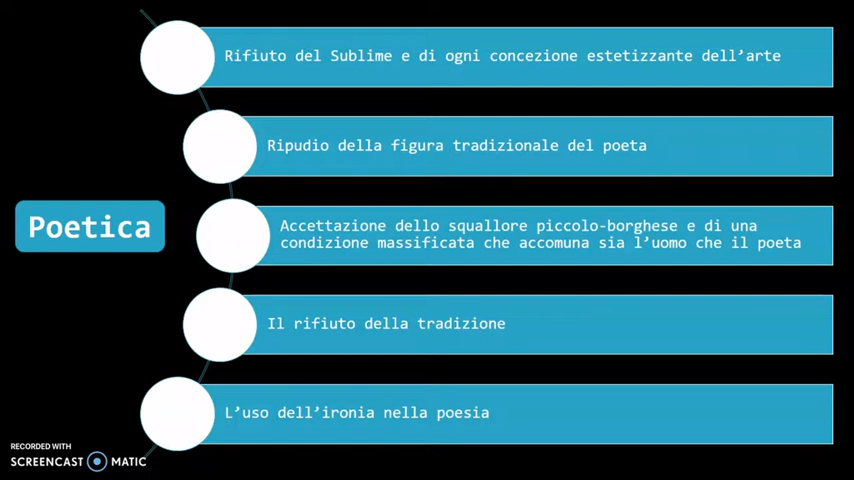 Rifiuto del Sublime e di ogni concezione estetizzante dell’arte
Ripudio della figura tradizionale del poeta
Poetica
Accettazione dello squallore piccolo-borghese e di una
condizione massificata che accomuna sia l’uomo che il poeta
Il rifiuto della tradizione
L’uso dell’ironia nella poesia
RECORDED WITH
SCREENCAST MATIC